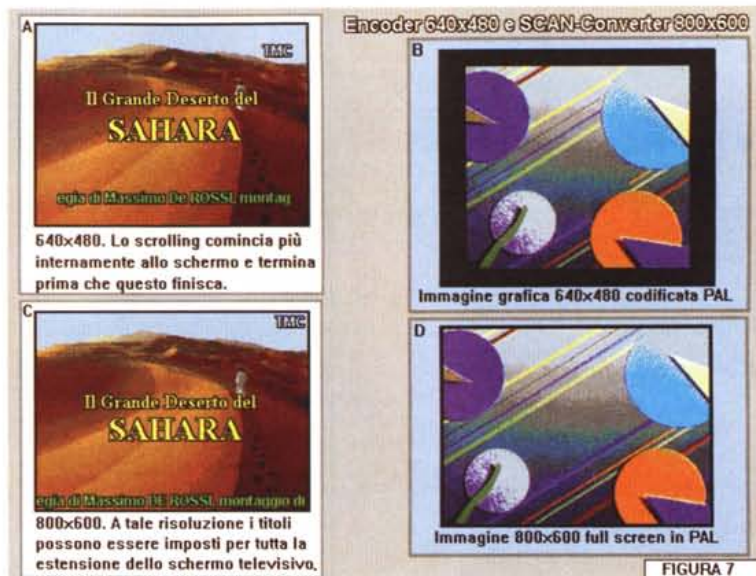 Encoder 640x480 e SCAN-Converter 800x600
A
TMC
Il Grande Deserto del
SAHARA
egia di Massimo De ROSSI, montag
640x480. Lo scrolling comincia più
internamente allo schermo e termina
prima che questo finisca.
B
Immagine grafica 640x480 codificata PAL
C
TMC
Il Grande Deserto del
SAHARA
egia di Massimo DE ROSSI, montaggio di
800x600. A tale risoluzione i titoli
possono essere imposti per tutta la
estensione dello schermo televisivo.
D
Immagine 800x600 full screen in PAL
FIGURA 7